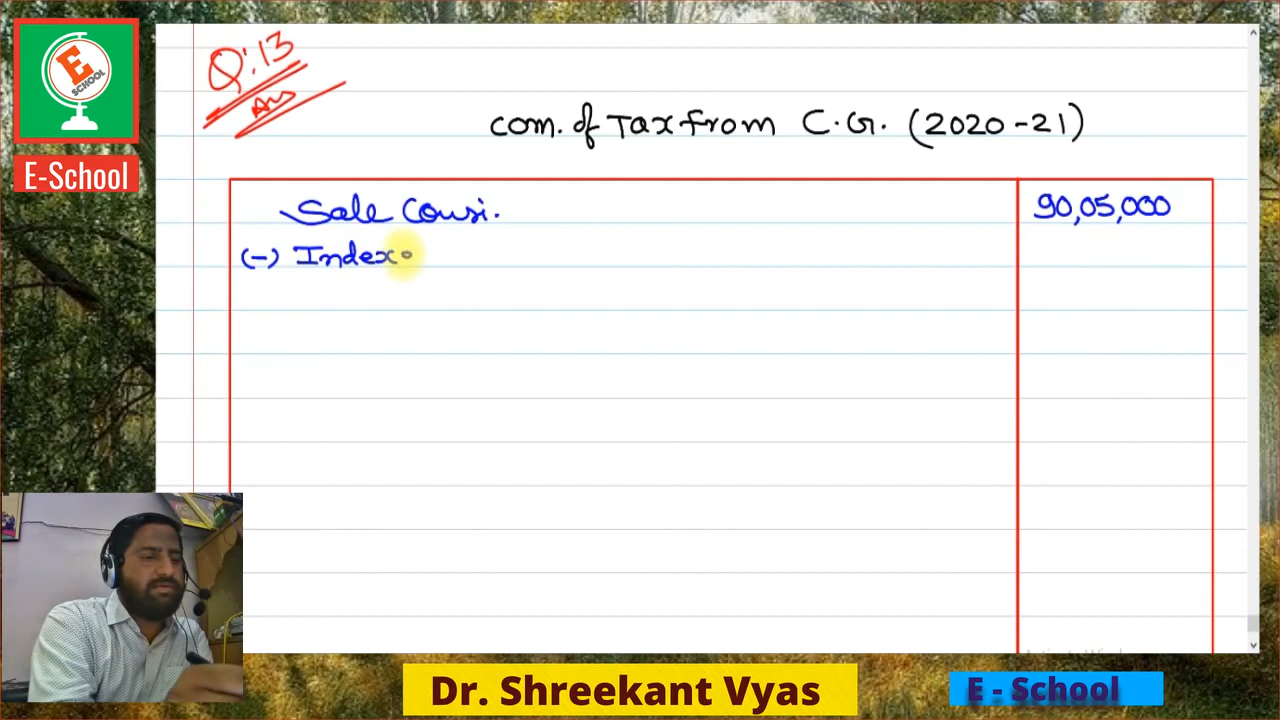 E
SCHOOL
E-School
Q:13
Ans
Com. of Tax from C.G. (2020-21)
Sale Consi. 90,05,000
(-) Index
Dr. Shreekant Vyas
E - School